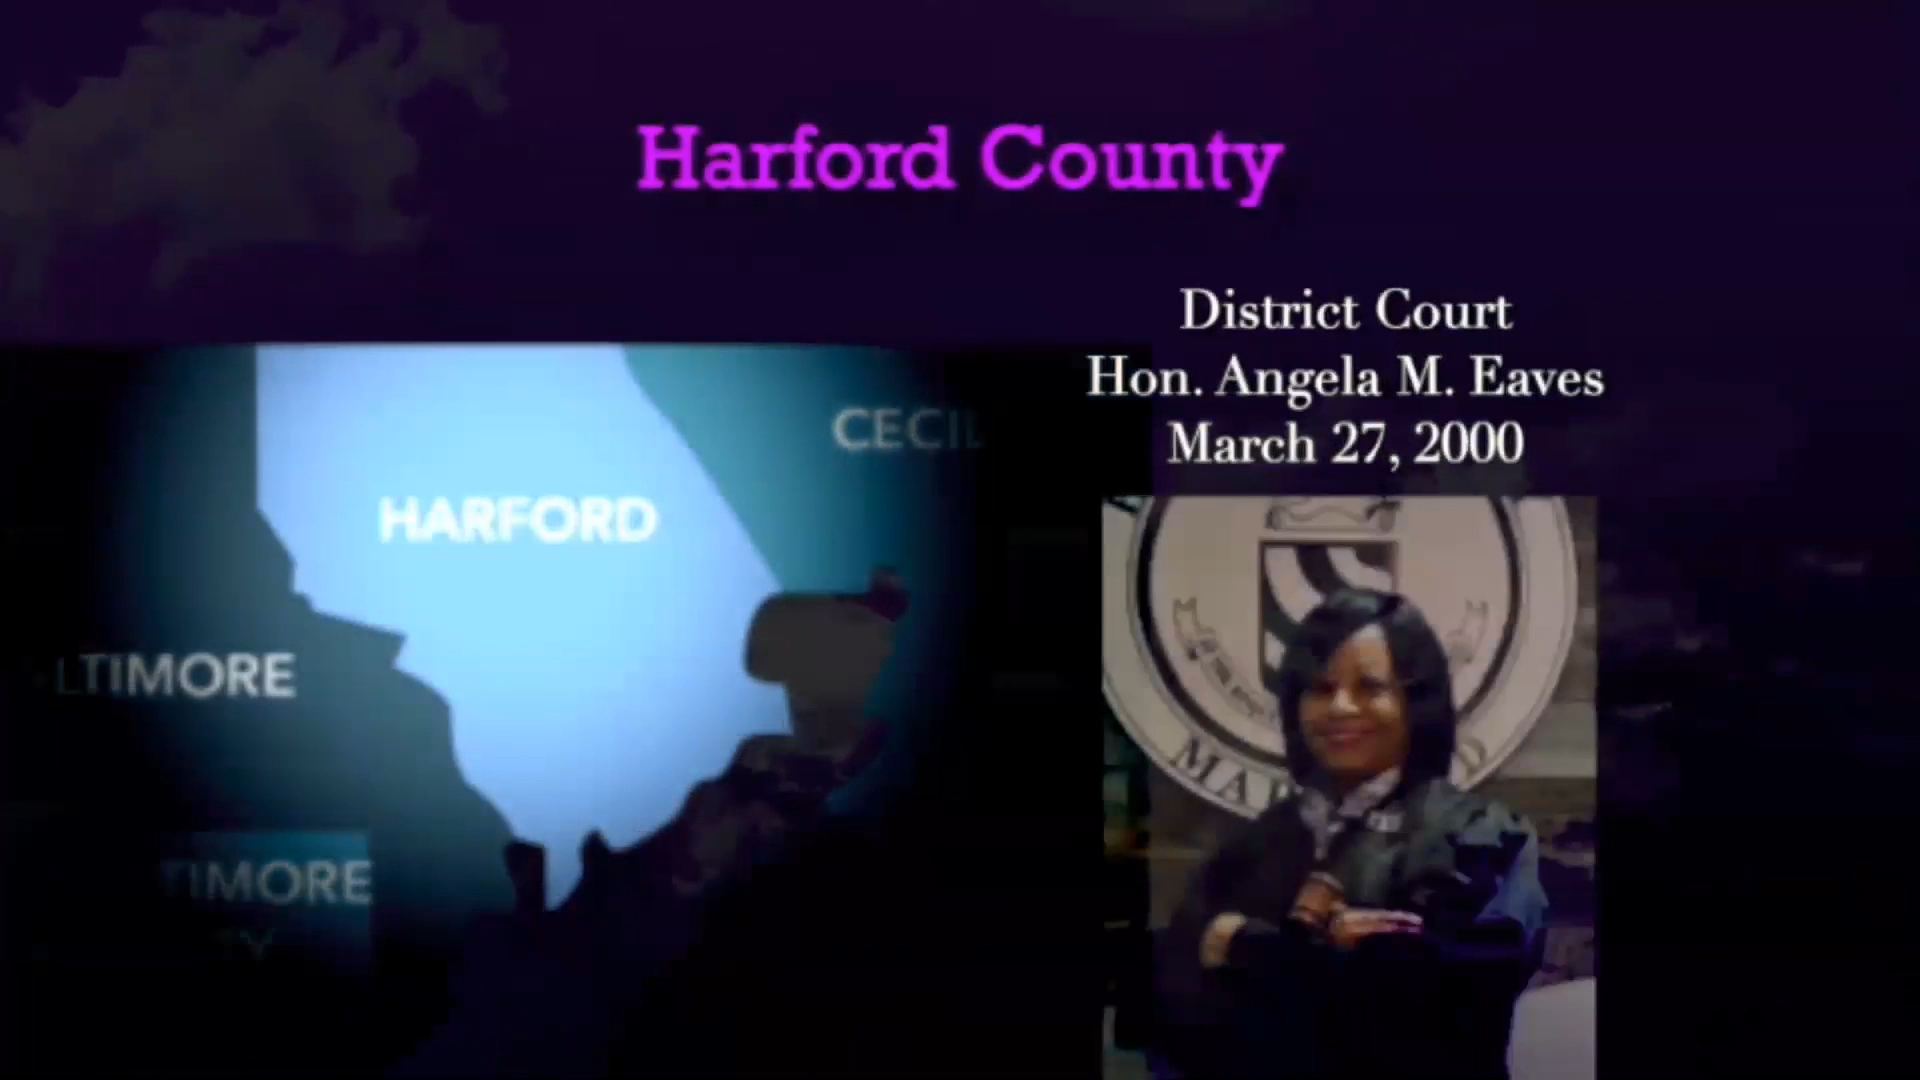 Harford County
District Court
Hon. Angela M. Eaves
March 27, 2000
CECIL
HARFORD
LTIMORE
TIMORE